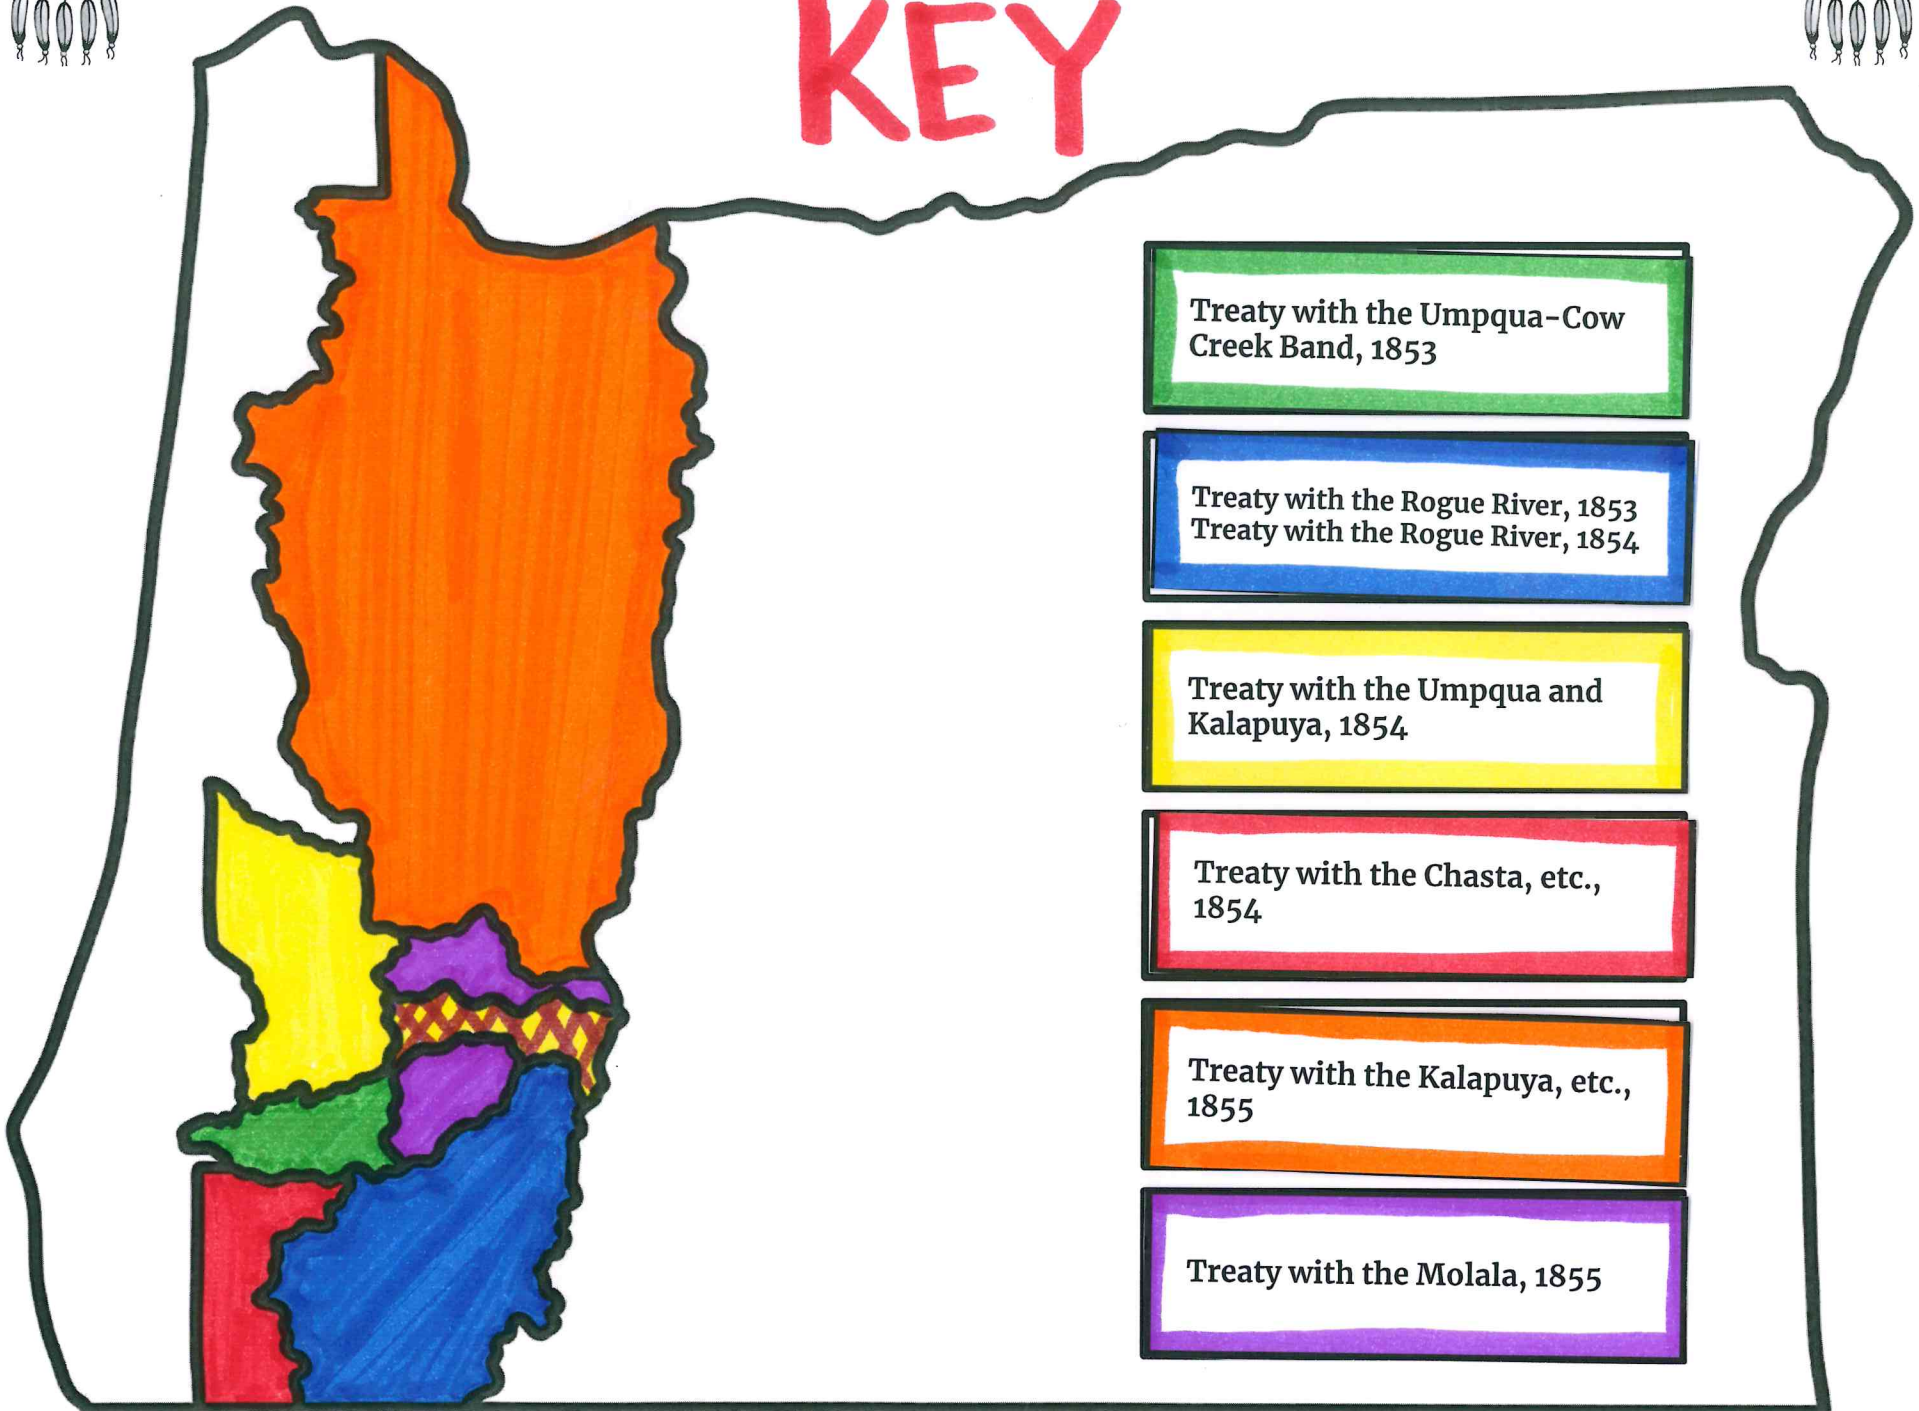 KEY
Treaty with the Umpqua-Cow
Creek Band, 1853
Treaty with the Rogue River, 1853
Treaty with the Rogue River, 1854
Treaty with the Umpqua and
Kalapuya, 1854
Treaty with the Chasta, etc.,
1854
Treaty with the Kalapuya, etc.,
1855
Treaty with the Molala, 1855